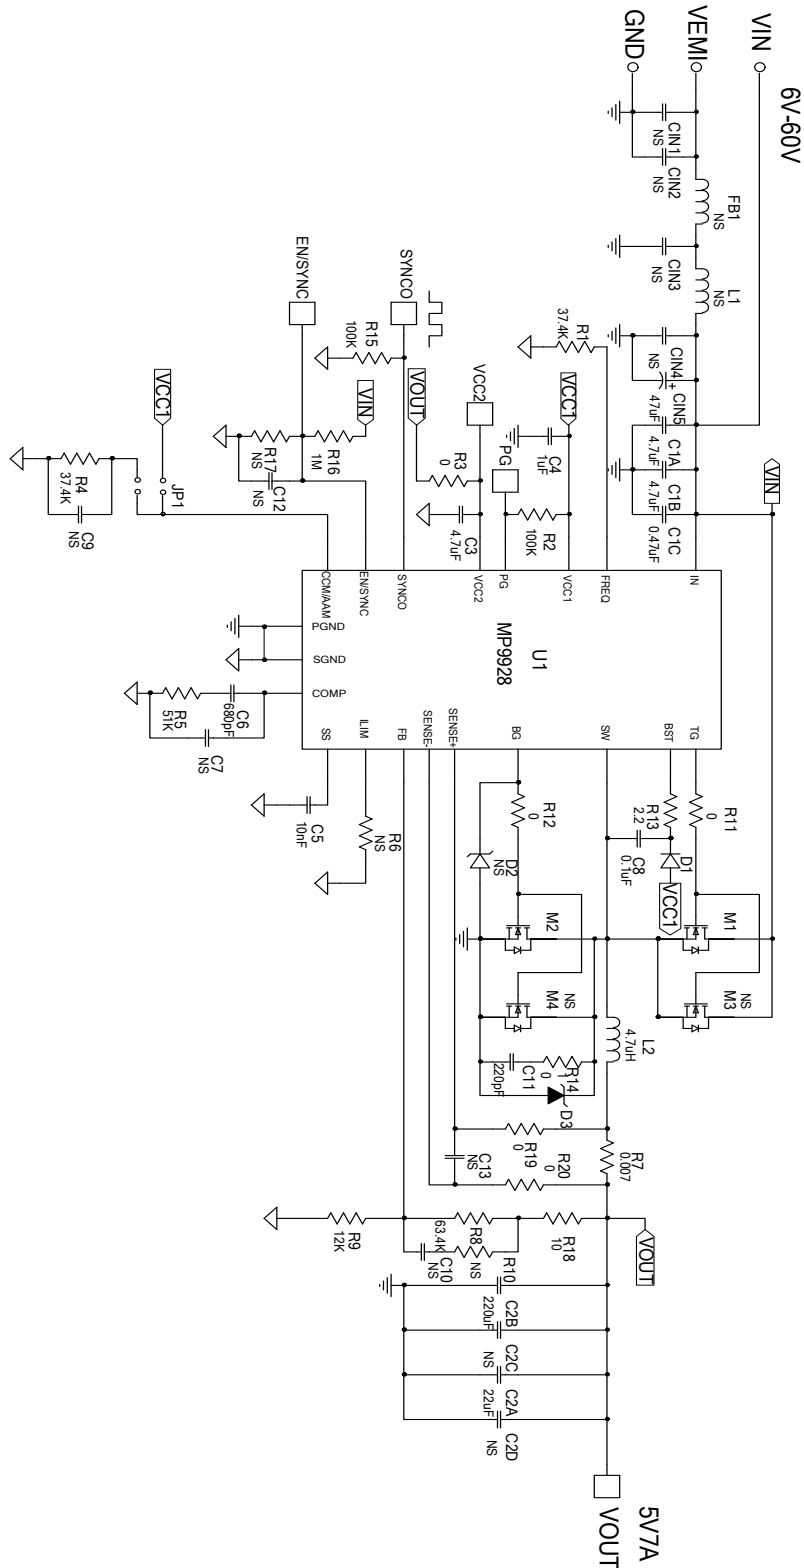 6V-60V
VIN
VEMI
GND
CIN1
NS
CIN2
NS
FB1
NS
CIN3
NS
L1
NS
CIN4
NS
+
CIN5
47uF
C1A
4.7uF
C1B
4.7uF
C1C
0.47uF
VIN
EN/SYNC
SYNCO
R15
100K
VOUT
VCC2
R1
37.4K
VCC1
C4
1uF
PG
R2
100K
R3
0
C3
4.7uF
VIN
R16
1M
R17
NS
C12
NS
VCC1
JP1
R4
37.4K
C9
NS
IN
FREQ
VCC1
PG
VCC2
SYNCO
EN/SYNC
CCM/AAM
PGND
SGND
COMP
U1
MP9928
TG
BST
SW
BG
SENSE+
SENSE-
FB
ILIM
SS
R5
51K
C6
680pF
C7
NS
C5
10nF
R6
NS
R11
0
R13
2.2
C8
0.1uF
D1
VCC1
R12
0
D2
NS
M1
M3
NS
M2
M4
NS
L2
4.7uH
R14
10
C11
220pF
D3
R7
0.007
R19
0
R20
0
C13
NS
VOUT
R18
10
R8
63.4K
R10
NS
C10
NS
R9
12K
C2B
220uF
C2C
NS
C2A
22uF
C2D
NS
5V7A
VOUT